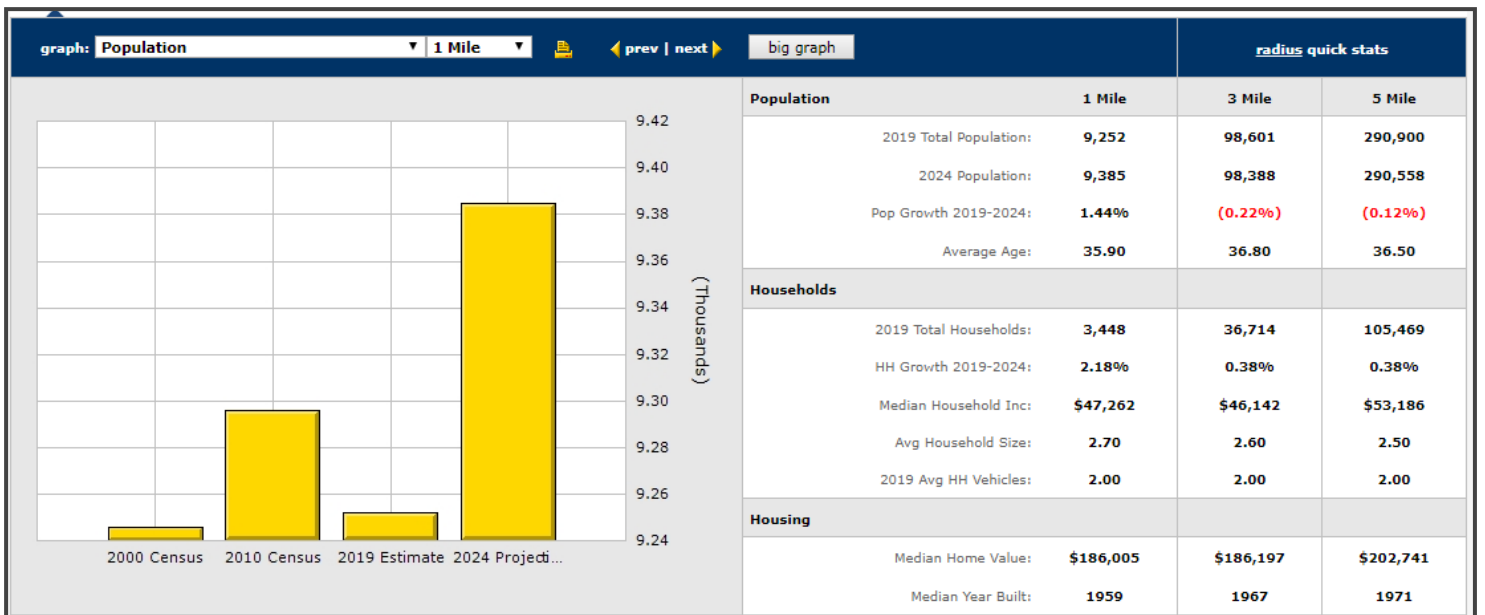 graph: Population 1 Mile prev | next big graph radius quick stats
Population 1 Mile 3 Mile 5 Mile
2019 Total Population: 9,252 98,601 290,900
2024 Population: 9,385 98,388 290,558
Pop Growth 2019-2024: 1.44% (0.22%) (0.12%)
Average Age: 35.90 36.80 36.50
Households
2019 Total Households: 3,448 36,714 105,469
HH Growth 2019-2024: 2.18% 0.38% 0.38%
Median Household Inc: $47,262 $46,142 $53,186
Avg Household Size: 2.70 2.60 2.50
2019 Avg HH Vehicles: 2.00 2.00 2.00
Housing
Median Home Value: $186,005 $186,197 $202,741
Median Year Built: 1959 1967 1971
9.42
9.40
9.38
9.36
9.34
9.32
9.30
9.28
9.26
9.24
(Thousands)
2000 Census 2010 Census 2019 Estimate 2024 Projecti...